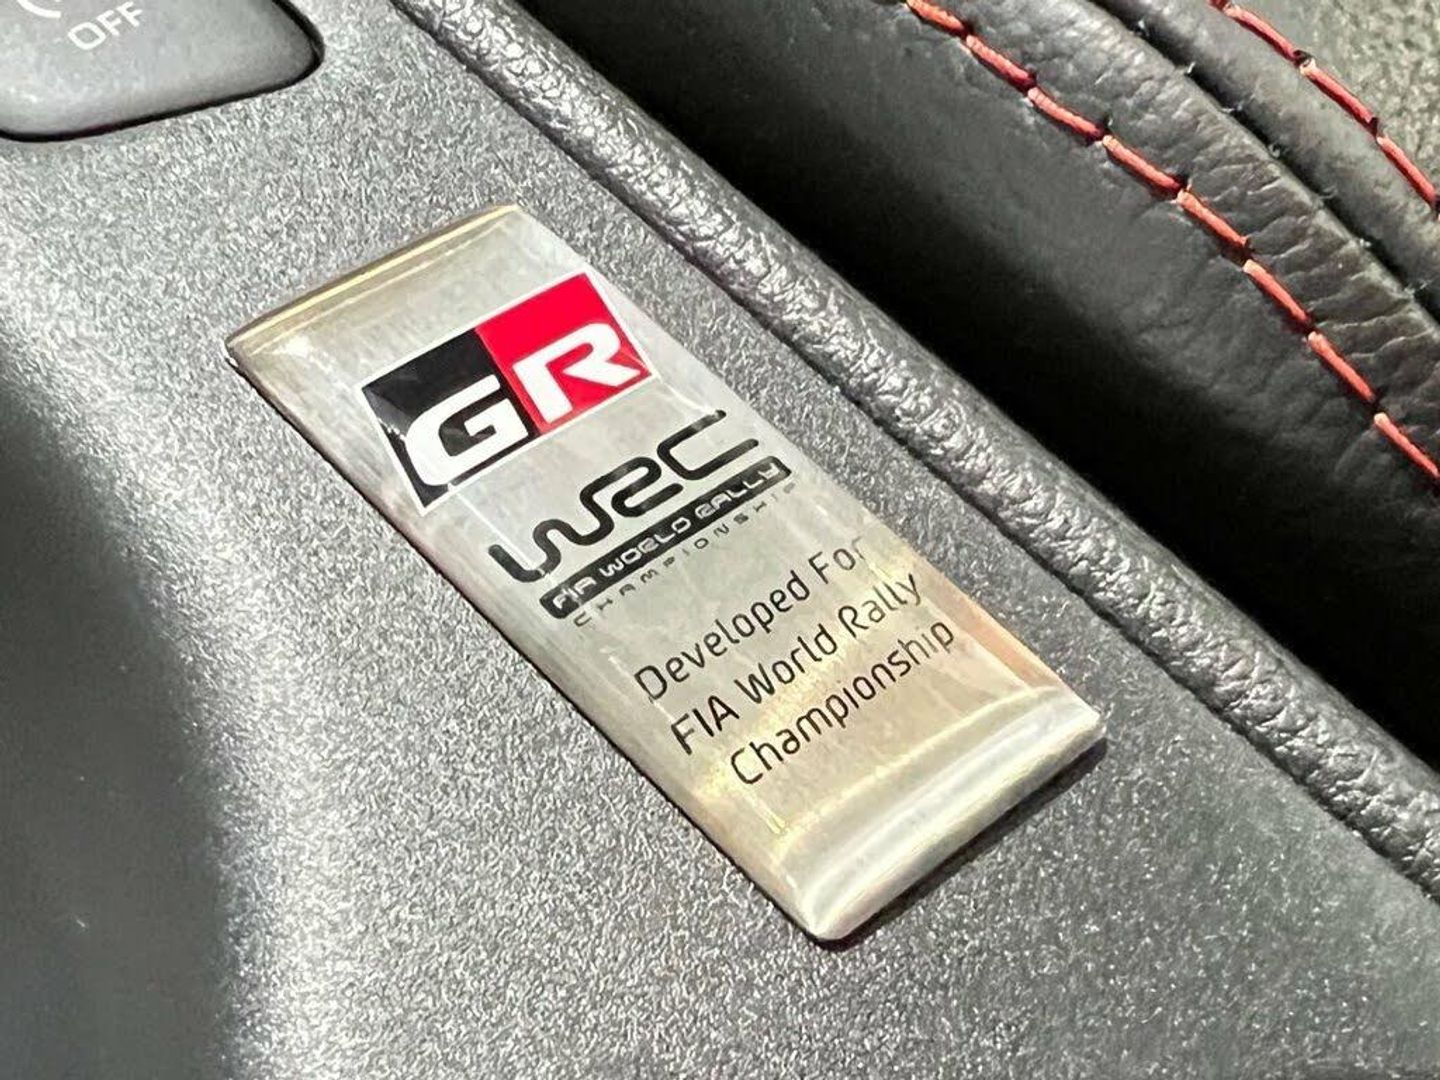 OFF
GR
WRC
FIA WORLD RALLY
CHAMPIONSHIP
Developed For
FIA World Rally
Championship